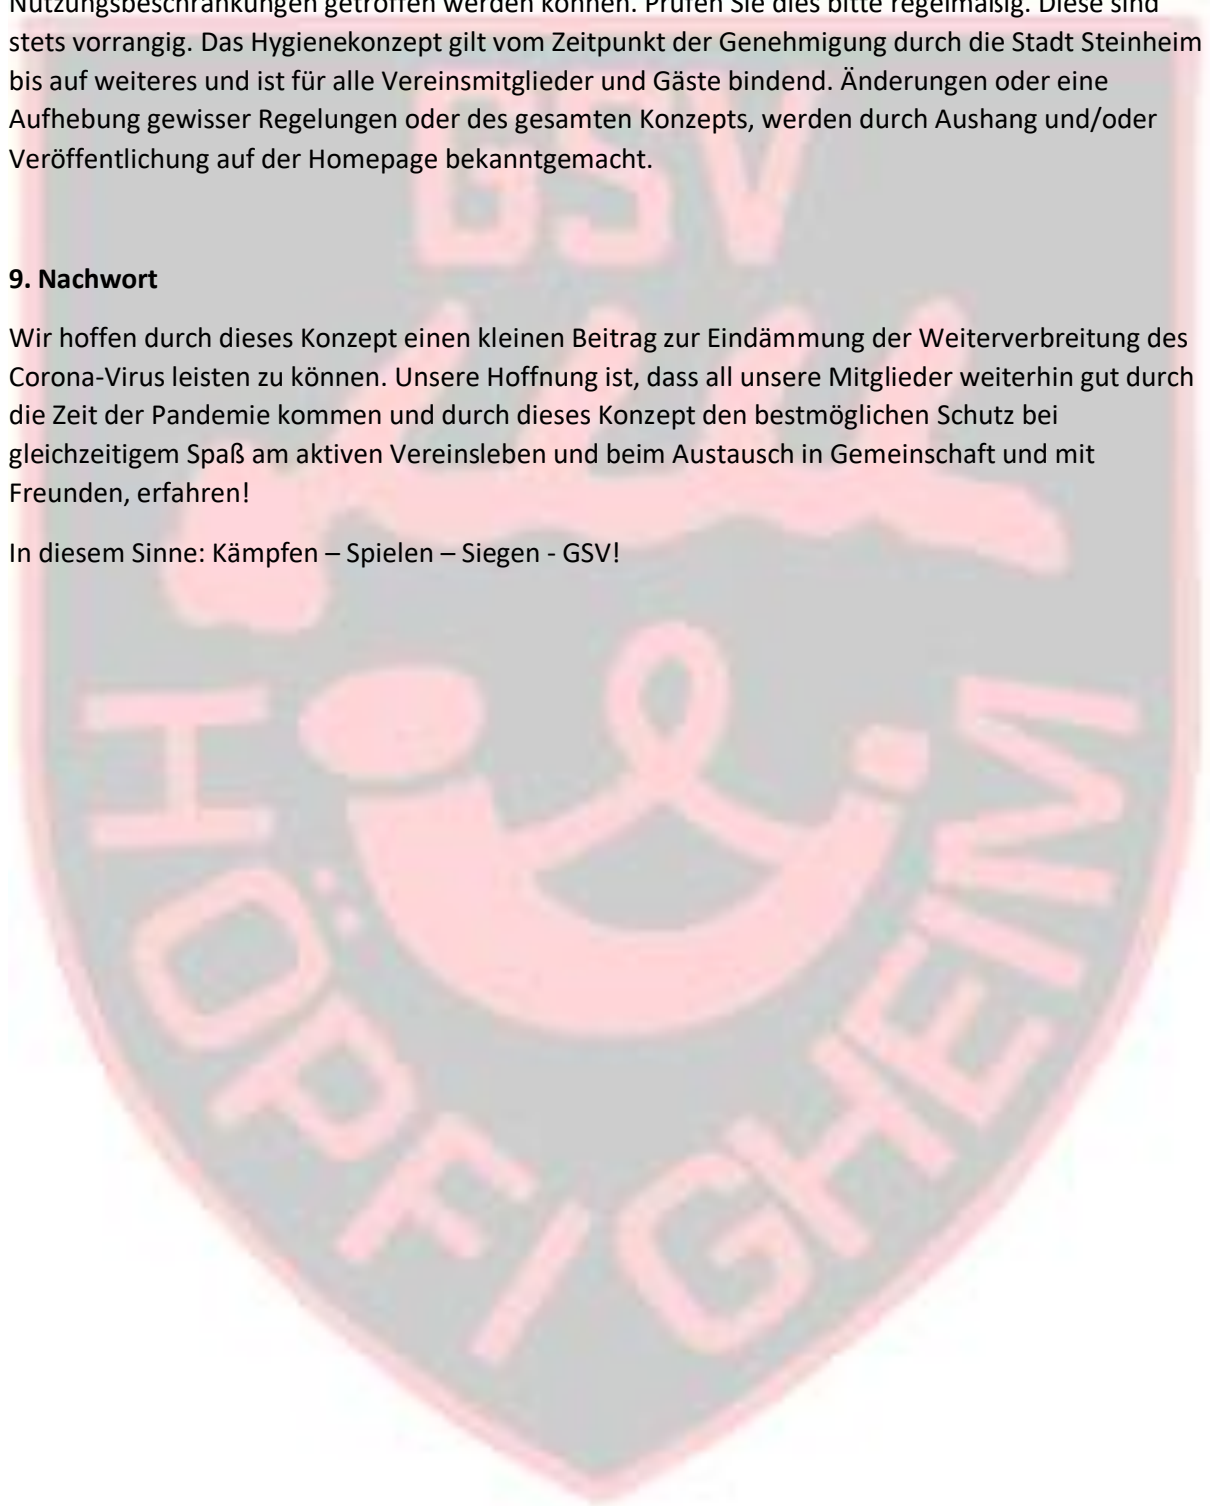 Nutzungsbeschränkungen getroffen werden können. Prüfen Sie dies bitte regelmäßig. Diese sind
stets vorrangig. Das Hygienekonzept gilt vom Zeitpunkt der Genehmigung durch die Stadt Steinheim
bis auf weiteres und ist für alle Vereinsmitglieder und Gäste bindend. Änderungen oder eine
Aufhebung gewisser Regelungen oder des gesamten Konzepts, werden durch Aushang und/oder
Veröffentlichung auf der Homepage bekanntgemacht.
GSV
9. Nachwort
Wir hoffen durch dieses Konzept einen kleinen Beitrag zur Eindämmung der Weiterverbreitung des
Corona-Virus leisten zu können. Unsere Hoffnung ist, dass all unsere Mitglieder weiterhin gut durch
die Zeit der Pandemie kommen und durch dieses Konzept den bestmöglichen Schutz bei
gleichzeitigem Spaß am aktiven Vereinsleben und beim Austausch in Gemeinschaft und mit
Freunden, erfahren!
In diesem Sinne: Kämpfen – Spielen – Siegen - GSV!
HÖPFIGHEIM